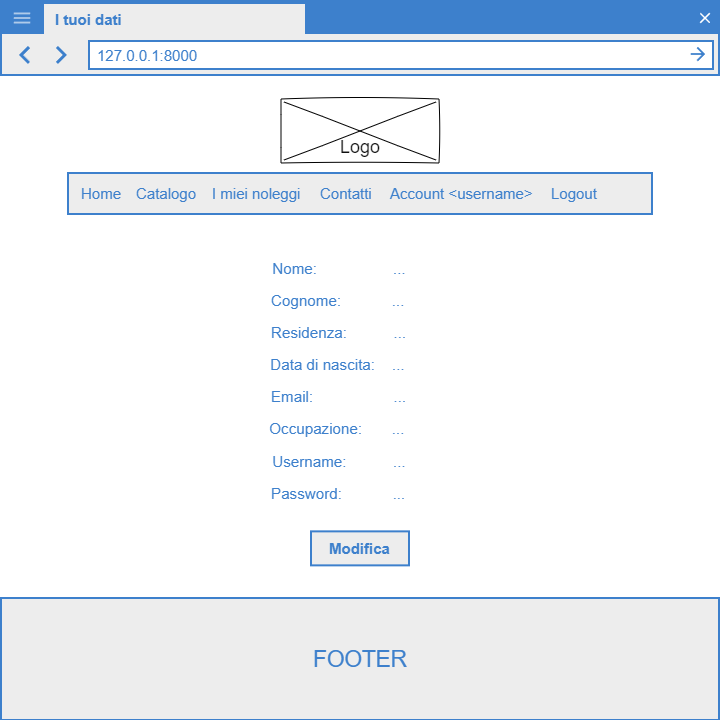 I tuoi dati
127.0.0.1:8000
Logo
Home Catalogo I miei noleggi Contatti Account <username> Logout
Nome: ...
Cognome: ...
Residenza: ...
Data di nascita: ...
Email: ...
Occupazione: ...
Username: ...
Password: ...
Modifica
FOOTER